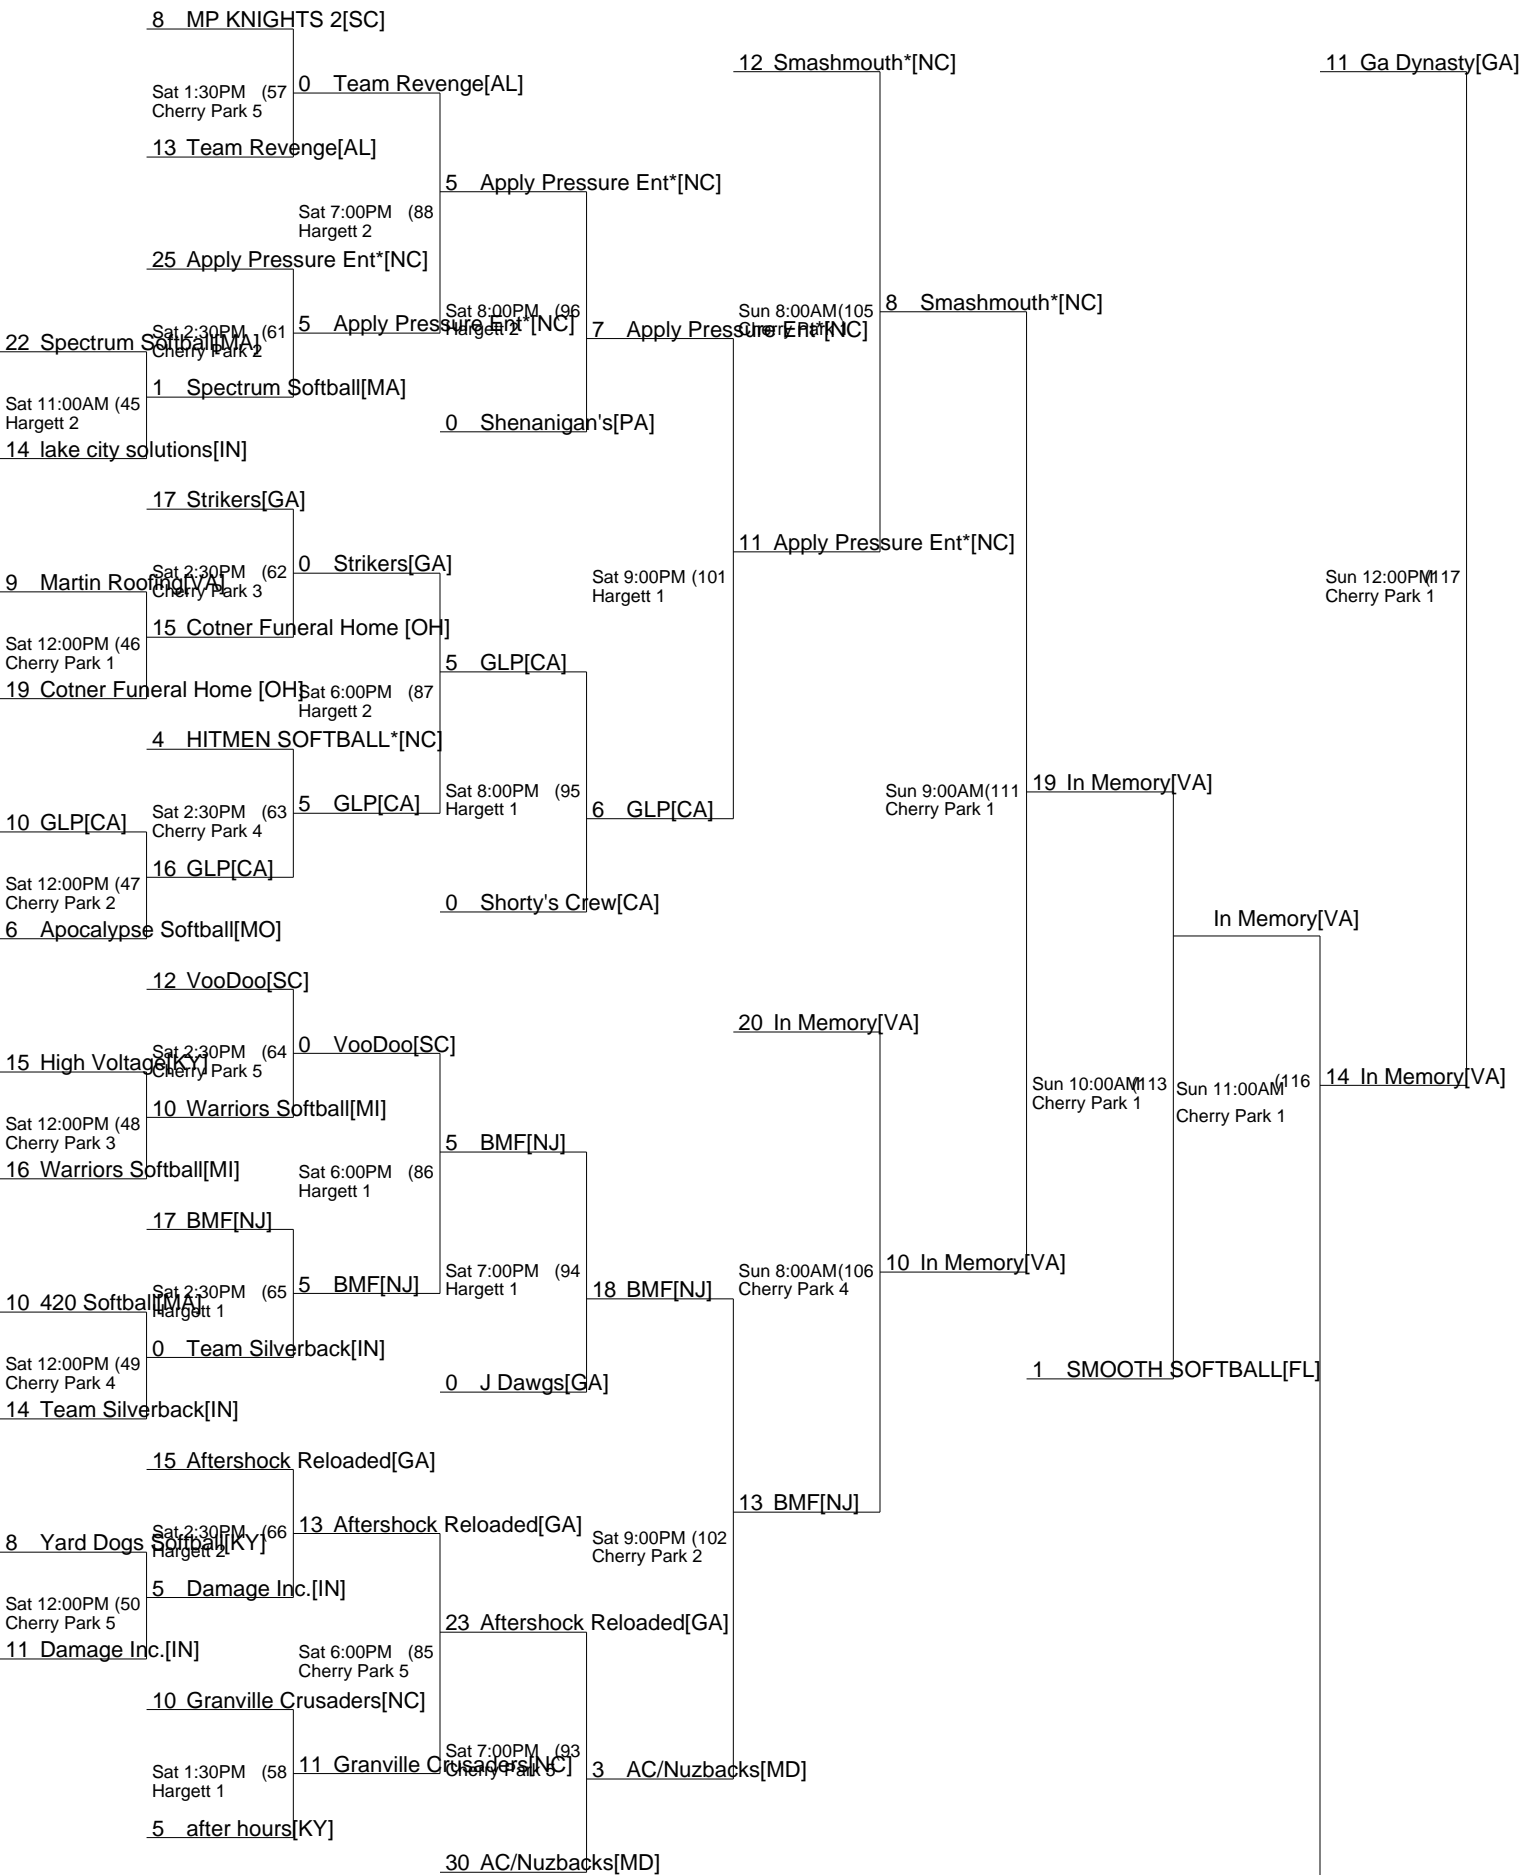 8 MP KNIGHTS 2[SC]
Sat 1:30PM (57
Cherry Park 5
13 Team Revenge[AL]
25 Apply Pressure Ent*[NC]
22 Spectrum Softball[MA]
Sat 2:30PM (61
Cherry Park 2
1 Spectrum Softball[MA]
Sat 11:00AM (45
Hargett 2
14 lake city solutions[IN]
17 Strikers[GA]
9 Martin Roofing[VA]
Sat 2:30PM (62
Cherry Park 3
15 Cotner Funeral Home [OH]
Sat 12:00PM (46
Cherry Park 1
19 Cotner Funeral Home [OH]
4 HITMEN SOFTBALL*[NC]
10 GLP[CA]
Sat 2:30PM (63
Cherry Park 4
16 GLP[CA]
Sat 12:00PM (47
Cherry Park 2
6 Apocalypse Softball[MO]
12 VooDoo[SC]
15 High Voltage[KY]
Sat 2:30PM (64
Cherry Park 5
10 Warriors Softball[MI]
Sat 12:00PM (48
Cherry Park 3
16 Warriors Softball[MI]
17 BMF[NJ]
10 420 Softball[MA]
Sat 2:30PM (65
Hargett 1
0 Team Silverback[IN]
Sat 12:00PM (49
Cherry Park 4
14 Team Silverback[IN]
15 Aftershock Reloaded[GA]
8 Yard Dogs Softball[KY]
Sat 2:30PM (66
Hargett 2
5 Damage Inc.[IN]
Sat 12:00PM (50
Cherry Park 5
11 Damage Inc.[IN]
10 Granville Crusaders[NC]
Sat 1:30PM (58
Hargett 1
5 after hours[KY]
0 Team Revenge[AL]
Sat 7:00PM (88
Hargett 2
5 Apply Pressure Ent*[NC]
0 Strikers[GA]
Sat 6:00PM (87
Hargett 2
5 GLP[CA]
0 VooDoo[SC]
Sat 6:00PM (86
Hargett 1
5 BMF[NJ]
13 Aftershock Reloaded[GA]
Sat 6:00PM (85
Cherry Park 5
11 Granville Crusaders[NC]
5 Apply Pressure Ent*[NC]
Sat 8:00PM (96
Hargett 2
0 Shenanigan's[PA]
5 GLP[CA]
Sat 8:00PM (95
Hargett 1
0 Shorty's Crew[CA]
5 BMF[NJ]
Sat 7:00PM (94
Hargett 1
0 J Dawgs[GA]
23 Aftershock Reloaded[GA]
Sat 7:00PM (93
Cherry Park 5
30 AC/Nuzbacks[MD]
7 Apply Pressure Ent*[NC]
Sat 9:00PM (101
Hargett 1
6 GLP[CA]
18 BMF[NJ]
Sat 9:00PM (102
Cherry Park 2
3 AC/Nuzbacks[MD]
12 Smashmouth*[NC]
Sun 8:00AM(105
Cherry Park 1
11 Apply Pressure Ent*[NC]
20 In Memory[VA]
Sun 8:00AM(106
Cherry Park 4
13 BMF[NJ]
8 Smashmouth*[NC]
Sun 9:00AM(111
Cherry Park 1
10 In Memory[VA]
19 In Memory[VA]
Sun 10:00AM(113
Cherry Park 1
1 SMOOTH SOFTBALL[FL]
In Memory[VA]
Sun 11:00AM (116
Cherry Park 1
11 Ga Dynasty[GA]
Sun 12:00PM(117
Cherry Park 1
14 In Memory[VA]